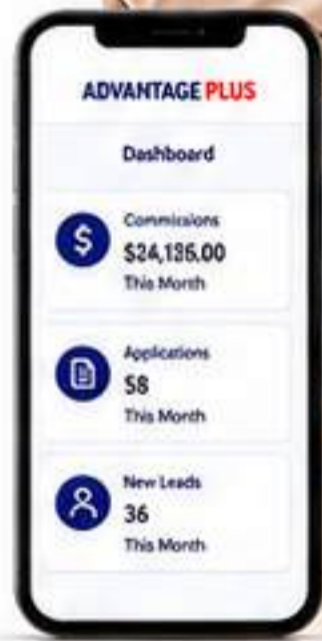 ADVANTAGE PLUS
Dashboard
Commissions
$24,135.00
This Month
Applications
58
This Month
New Leads
36
This Month